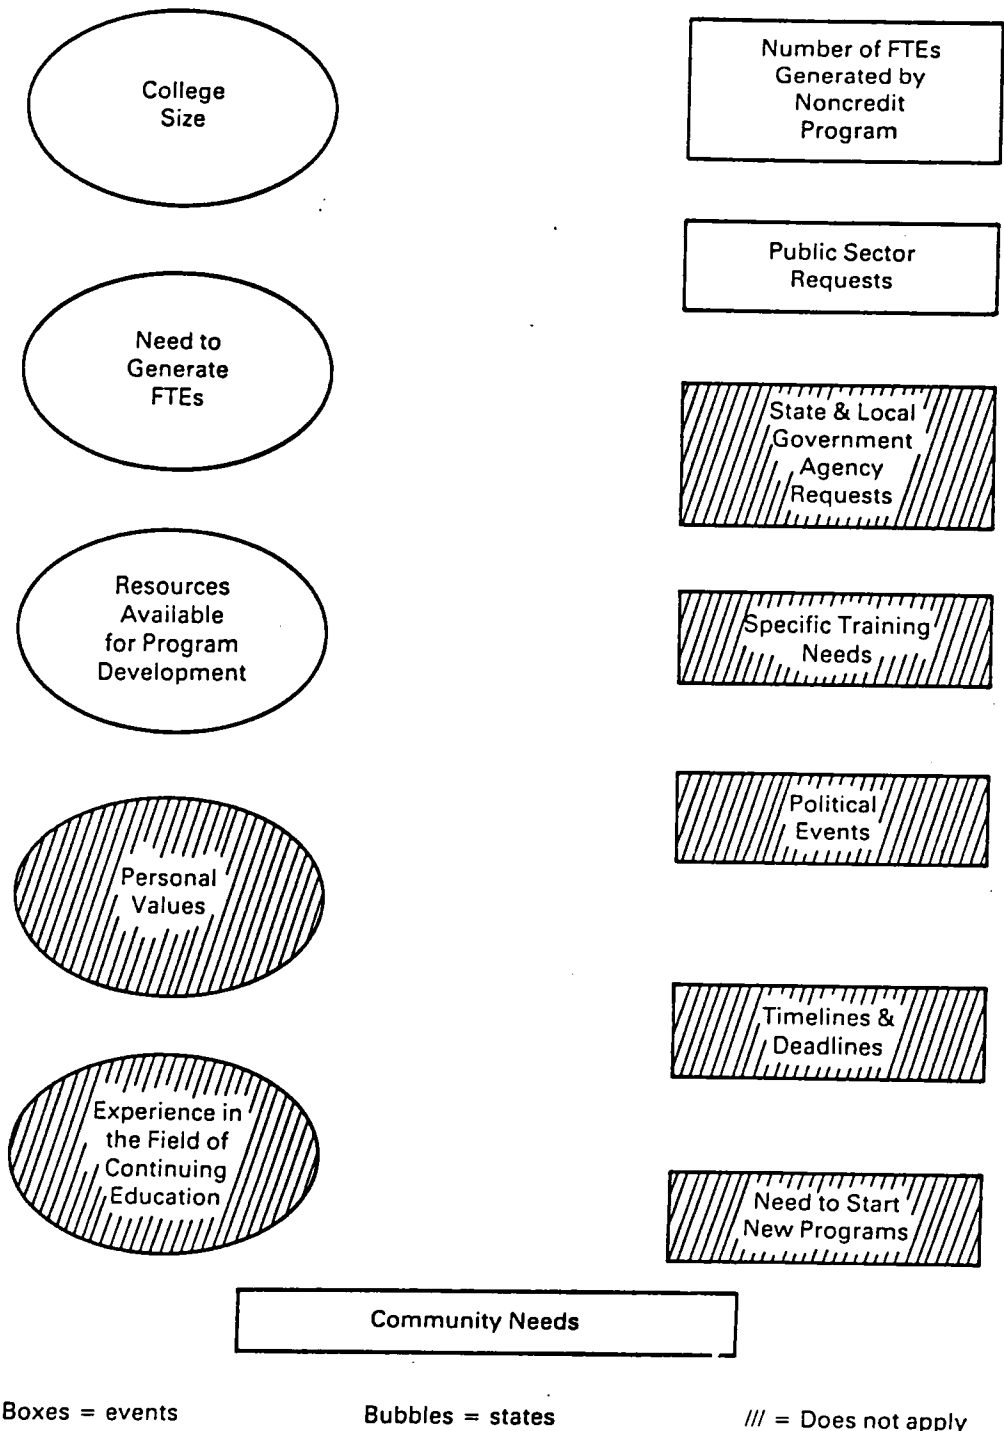 College
Size
Number of FTEs
Generated by
Noncredit
Program
Public Sector
Requests
Need to
Generate
FTEs
State & Local
Government
Agency
Requests
Resources
Available
for Program
Development
Specific Training
Needs
Political
Events
Personal
Values
Timelines &
Deadlines
Experience in
the Field of
Continuing
Education
Need to Start
New Programs
Community Needs
Boxes = events
Bubbles = states
/// = Does not apply